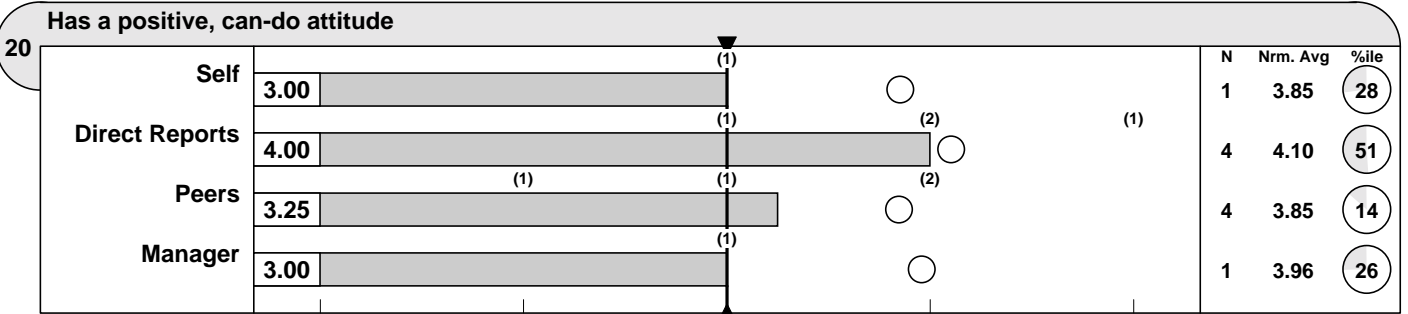 Has a positive, can-do attitude
20
N Nrm. Avg %ile
(1)
Self 3.00 1 3.85 28
(1) (2) (1)
Direct Reports 4.00 4 4.10 51
(1) (1) (2)
Peers 3.25 4 3.85 14
(1)
Manager 3.00 1 3.96 26